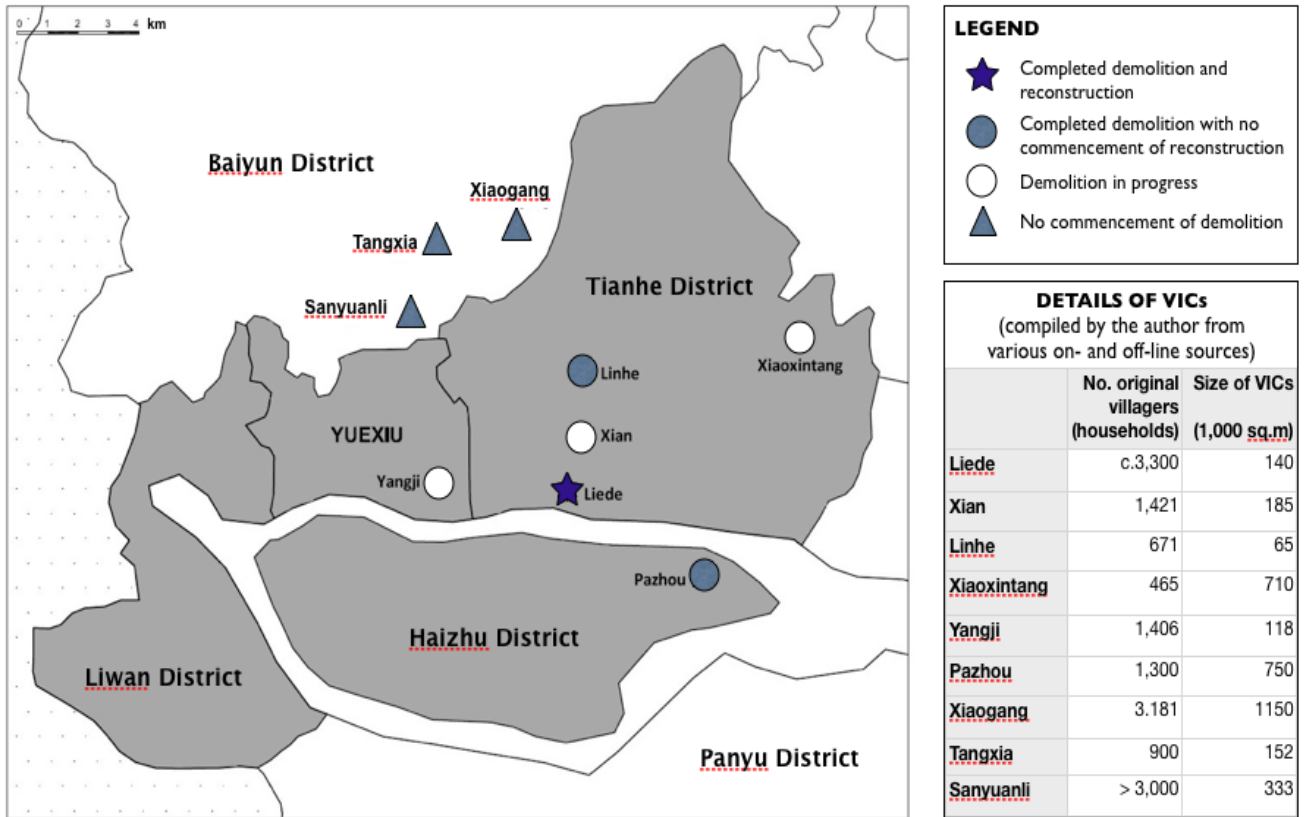 0 1 2 3 4 km
Baiyun District
Xiaogang
Tangxia
Sanyuanli
Tianhe District
Xiaoxintang
Linhe
Xian
YUEXIU
Yangji
Liede
Pazhou
Haizhu District
Liwan District
Panyu District
LEGEND
Completed demolition and
reconstruction
Completed demolition with no
commencement of reconstruction
Demolition in progress
No commencement of demolition
DETAILS OF VICs
(compiled by the author from
various on- and off-line sources)
No. original Size of VICs
villagers
(households) (1,000 sq.m)
Liede c.3,300 140
Xian 1,421 185
Linhe 671 65
Xiaoxintang 465 710
Yangji 1,406 118
Pazhou 1,300 750
Xiaogang 3.181 1150
Tangxia 900 152
Sanyuanli > 3,000 333